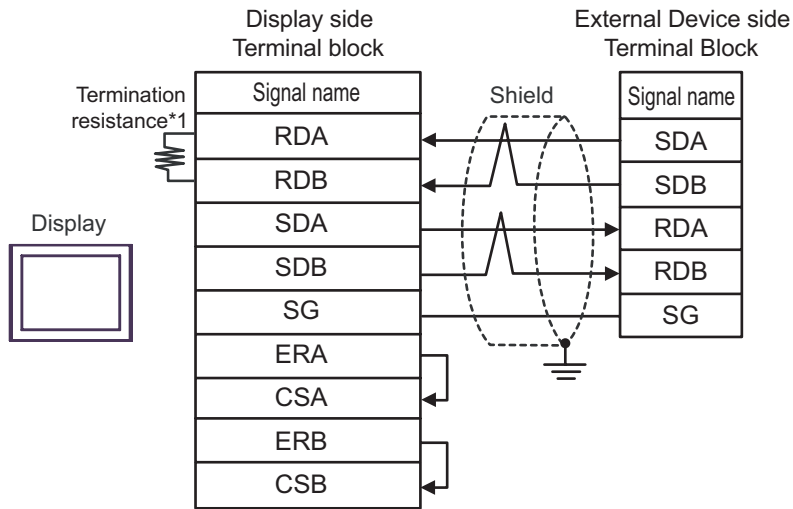 Display side
Terminal block
External Device side
Terminal Block
Termination
resistance*1
Signal name
Shield
Signal name
RDA
SDA
RDB
SDB
Display
SDA
RDA
SDB
RDB
SG
SG
ERA
CSA
ERB
CSB